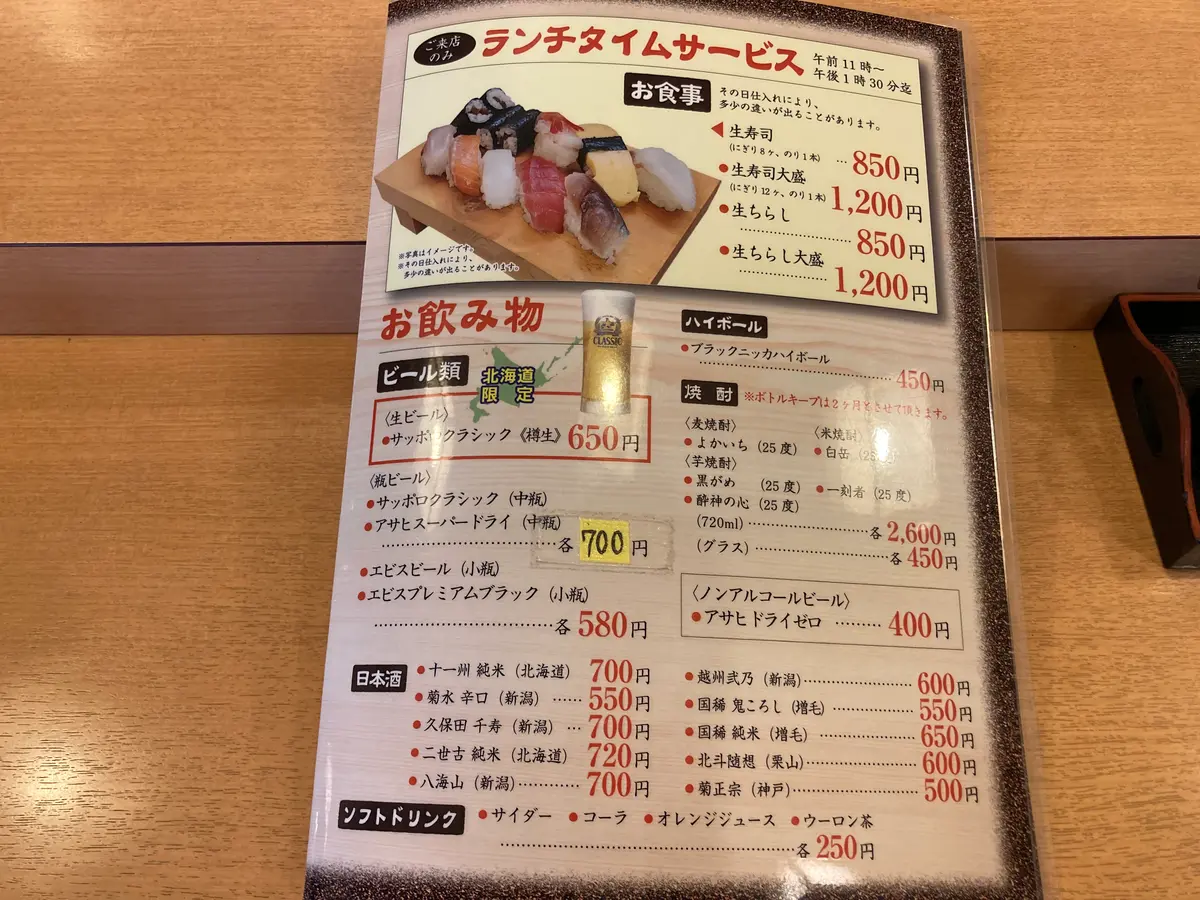 ご来店
のみ
ランチタイムサービス
午前11時〜
午後1時30分迄
お食事
その日仕入れにより、
多少の違いが出ることがあります。
生寿司
(にぎり8ヶ、のり1本) … 850円
生寿司大盛
(にぎり12ヶ、のり1本) 1,200円
生ちらし
………………… 850円
生ちらし大盛
………………… 1,200円
※写真はイメージです。
※その日仕入れにより、
多少の違いが出ることがあります。
お飲み物
CLASSIC
ビール類
北海道
限定
〈生ビール〉
サッポロクラシック《樽生》 650円
〈瓶ビール〉
サッポロクラシック（中瓶）
アサヒスーパードライ（中瓶）
………………………… 各 700円
エビスビール（小瓶）
エビスプレミアムブラック（小瓶）
………………………… 各 580円
ハイボール
ブラックニッカハイボール
………………………… 450円
焼酎
※ボトルキープは2ヶ月とさせて頂きます。
〈麦焼酎〉 〈米焼酎〉
よかいち（25度） 白岳（25
〈芋焼酎〉
黒がめ （25度） 一刻者（25度）
酔神の心（25度）
(720ml) ………………… 各 2,600円
(グラス) ………………… 各 450円
〈ノンアルコールビール〉
アサヒドライゼロ ……… 400円
日本酒
十一州 純米（北海道） 700円
菊水 辛口（新潟）…… 550円
久保田 千寿（新潟）… 700円
二世古 純米（北海道） 720円
八海山（新潟）………… 700円
越州弐乃（新潟）………… 600円
国稀 鬼ころし（増毛）……… 550円
国稀 純米（増毛）………… 650円
北斗随想（栗山）………… 600円
菊正宗（神戸）………… 500円
ソフトドリンク
サイダー コーラ オレンジジュース ウーロン茶
………………………… 各 250円